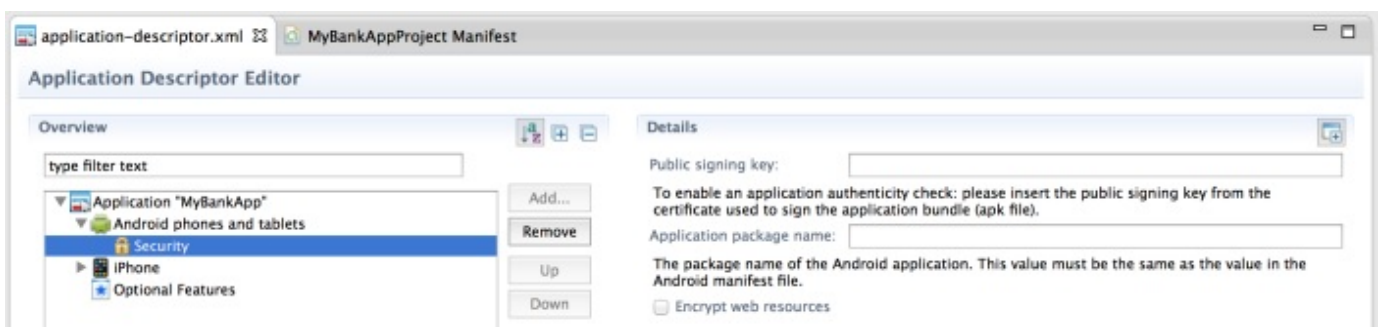 application-descriptor.xml
MyBankAppProject Manifest
Application Descriptor Editor
Overview
type filter text
Application "MyBankApp"
Android phones and tablets
Security
iPhone
Optional Features
Add...
Remove
Up
Down
Details
Public signing key:
To enable an application authenticity check: please insert the public signing key from the
certificate used to sign the application bundle (apk file).
Application package name:
The package name of the Android application. This value must be the same as the value in the
Android manifest file.
Encrypt web resources